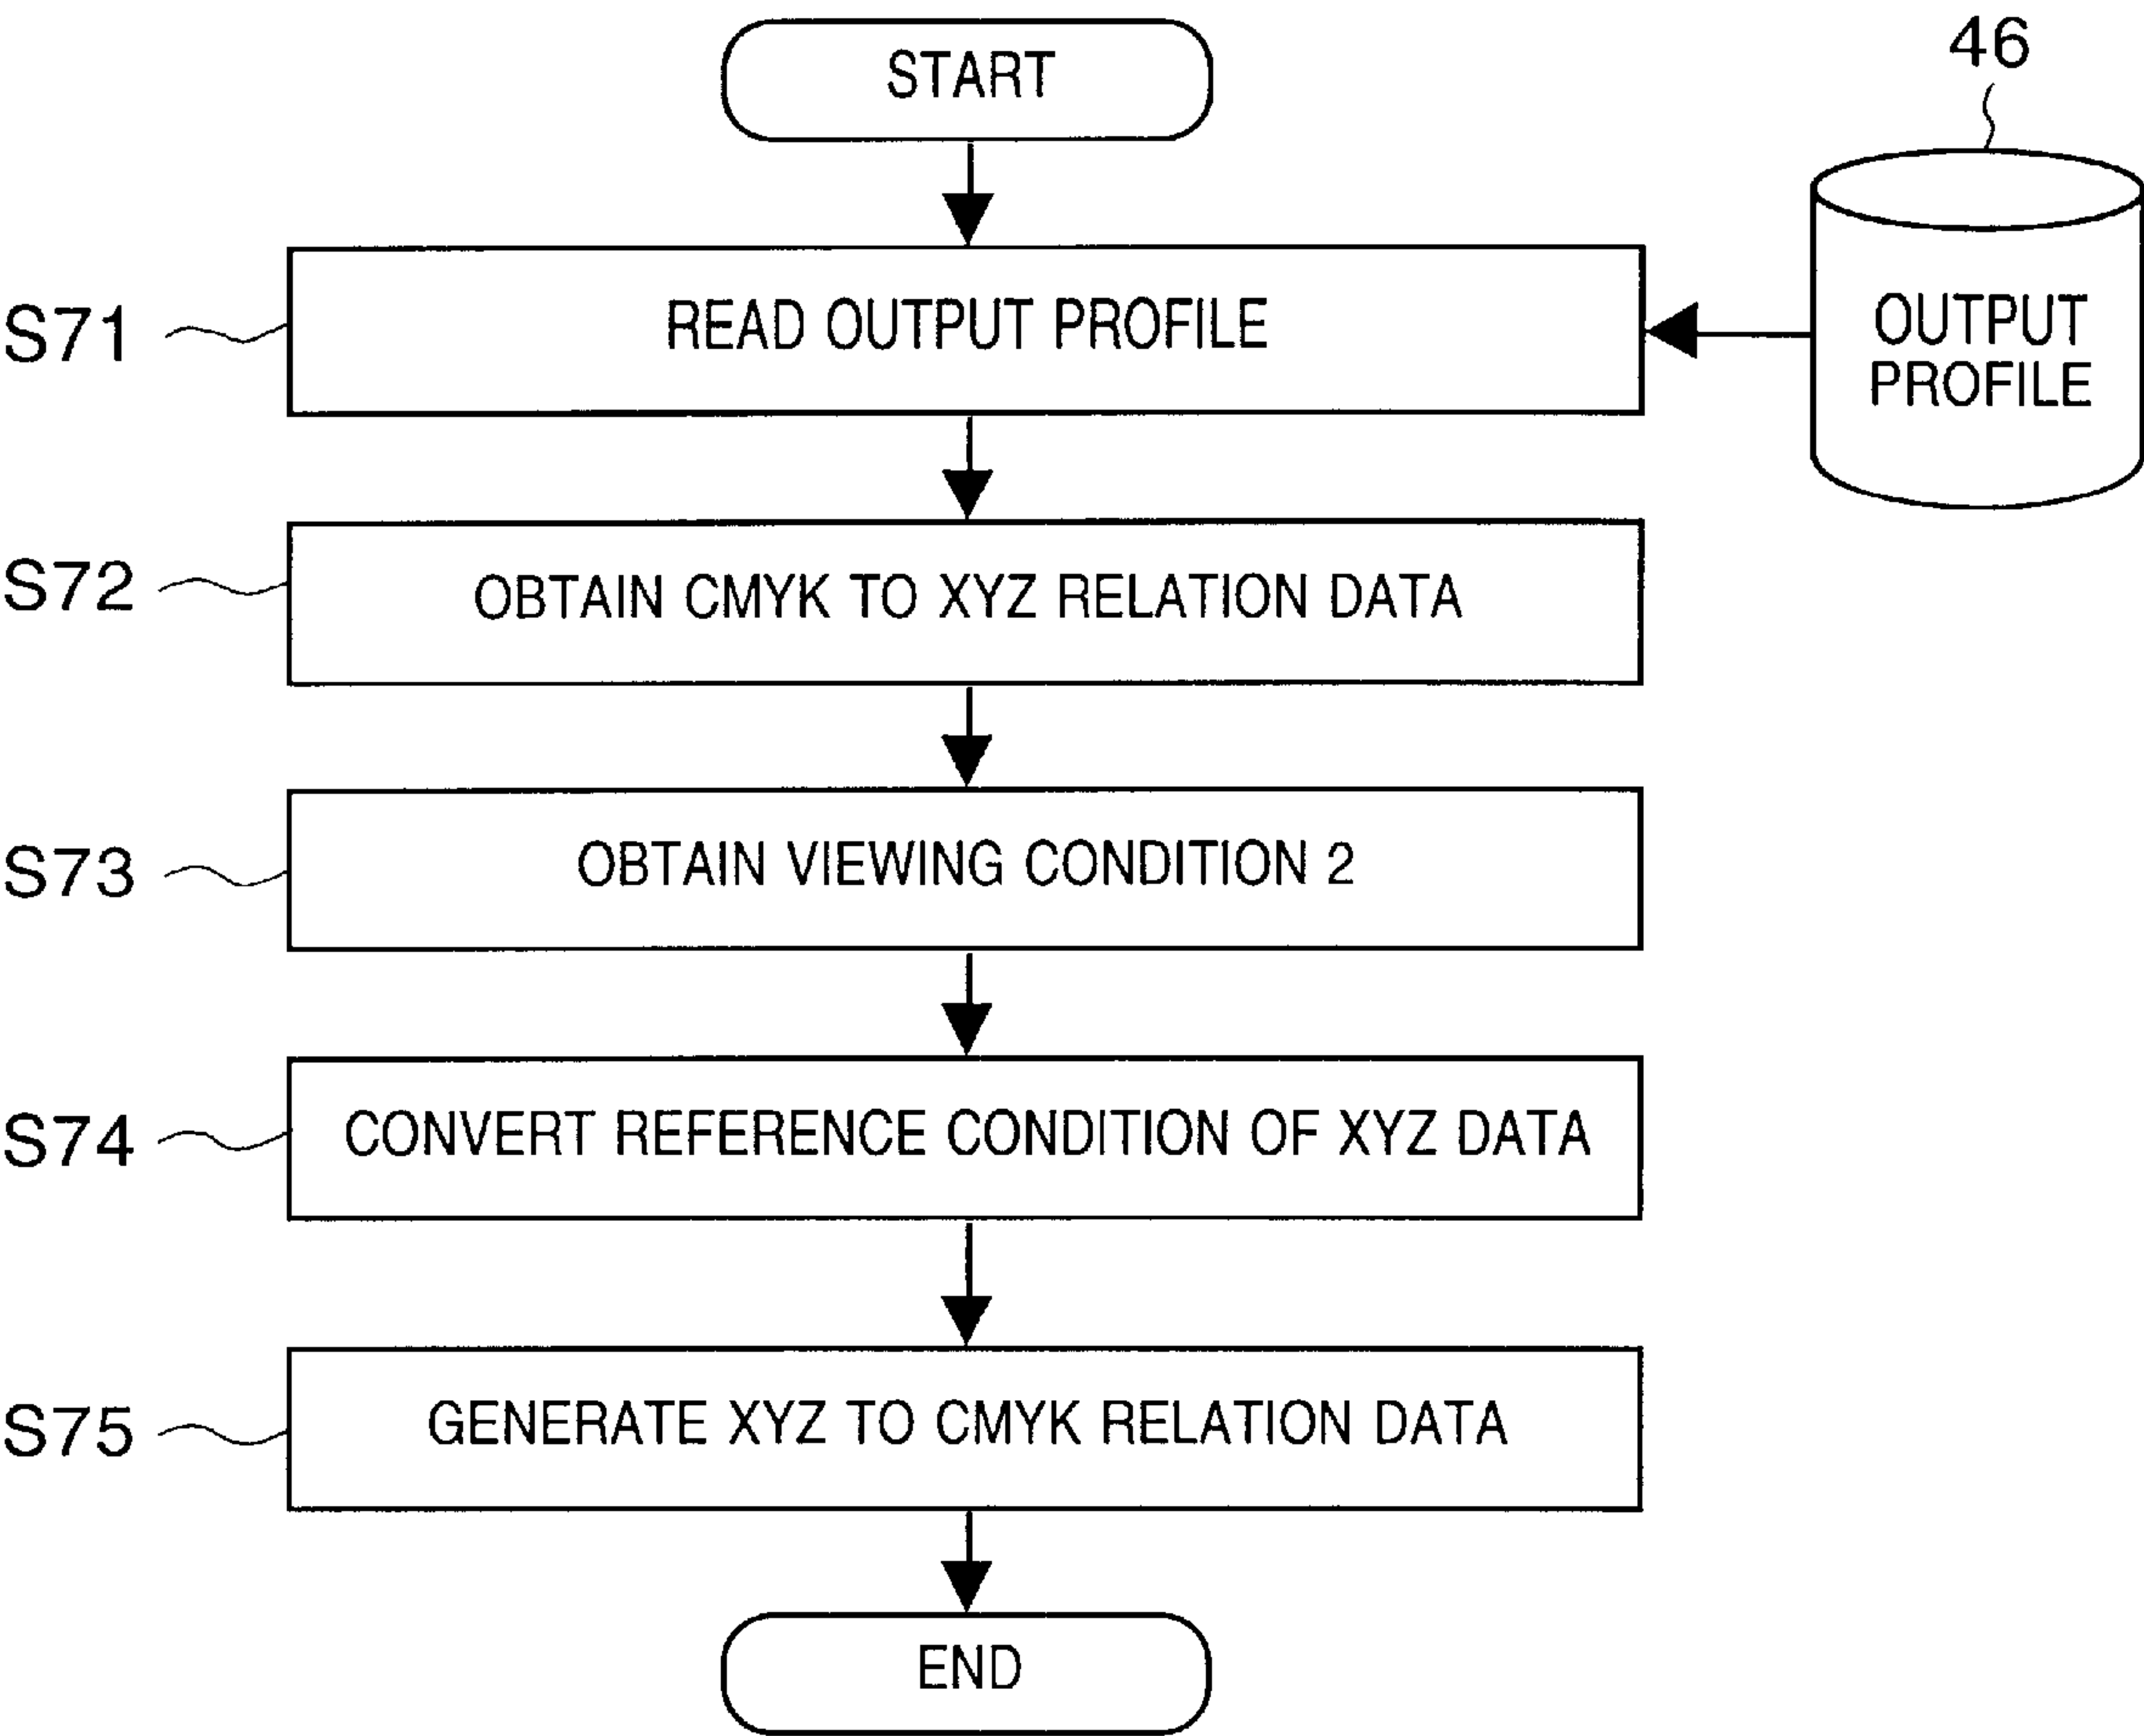 START
46
S71
READ OUTPUT PROFILE
OUTPUT
PROFILE
S72
OBTAIN CMYK TO XYZ RELATION DATA
S73
OBTAIN VIEWING CONDITION 2
S74
CONVERT REFERENCE CONDITION OF XYZ DATA
S75
GENERATE XYZ TO CMYK RELATION DATA
END